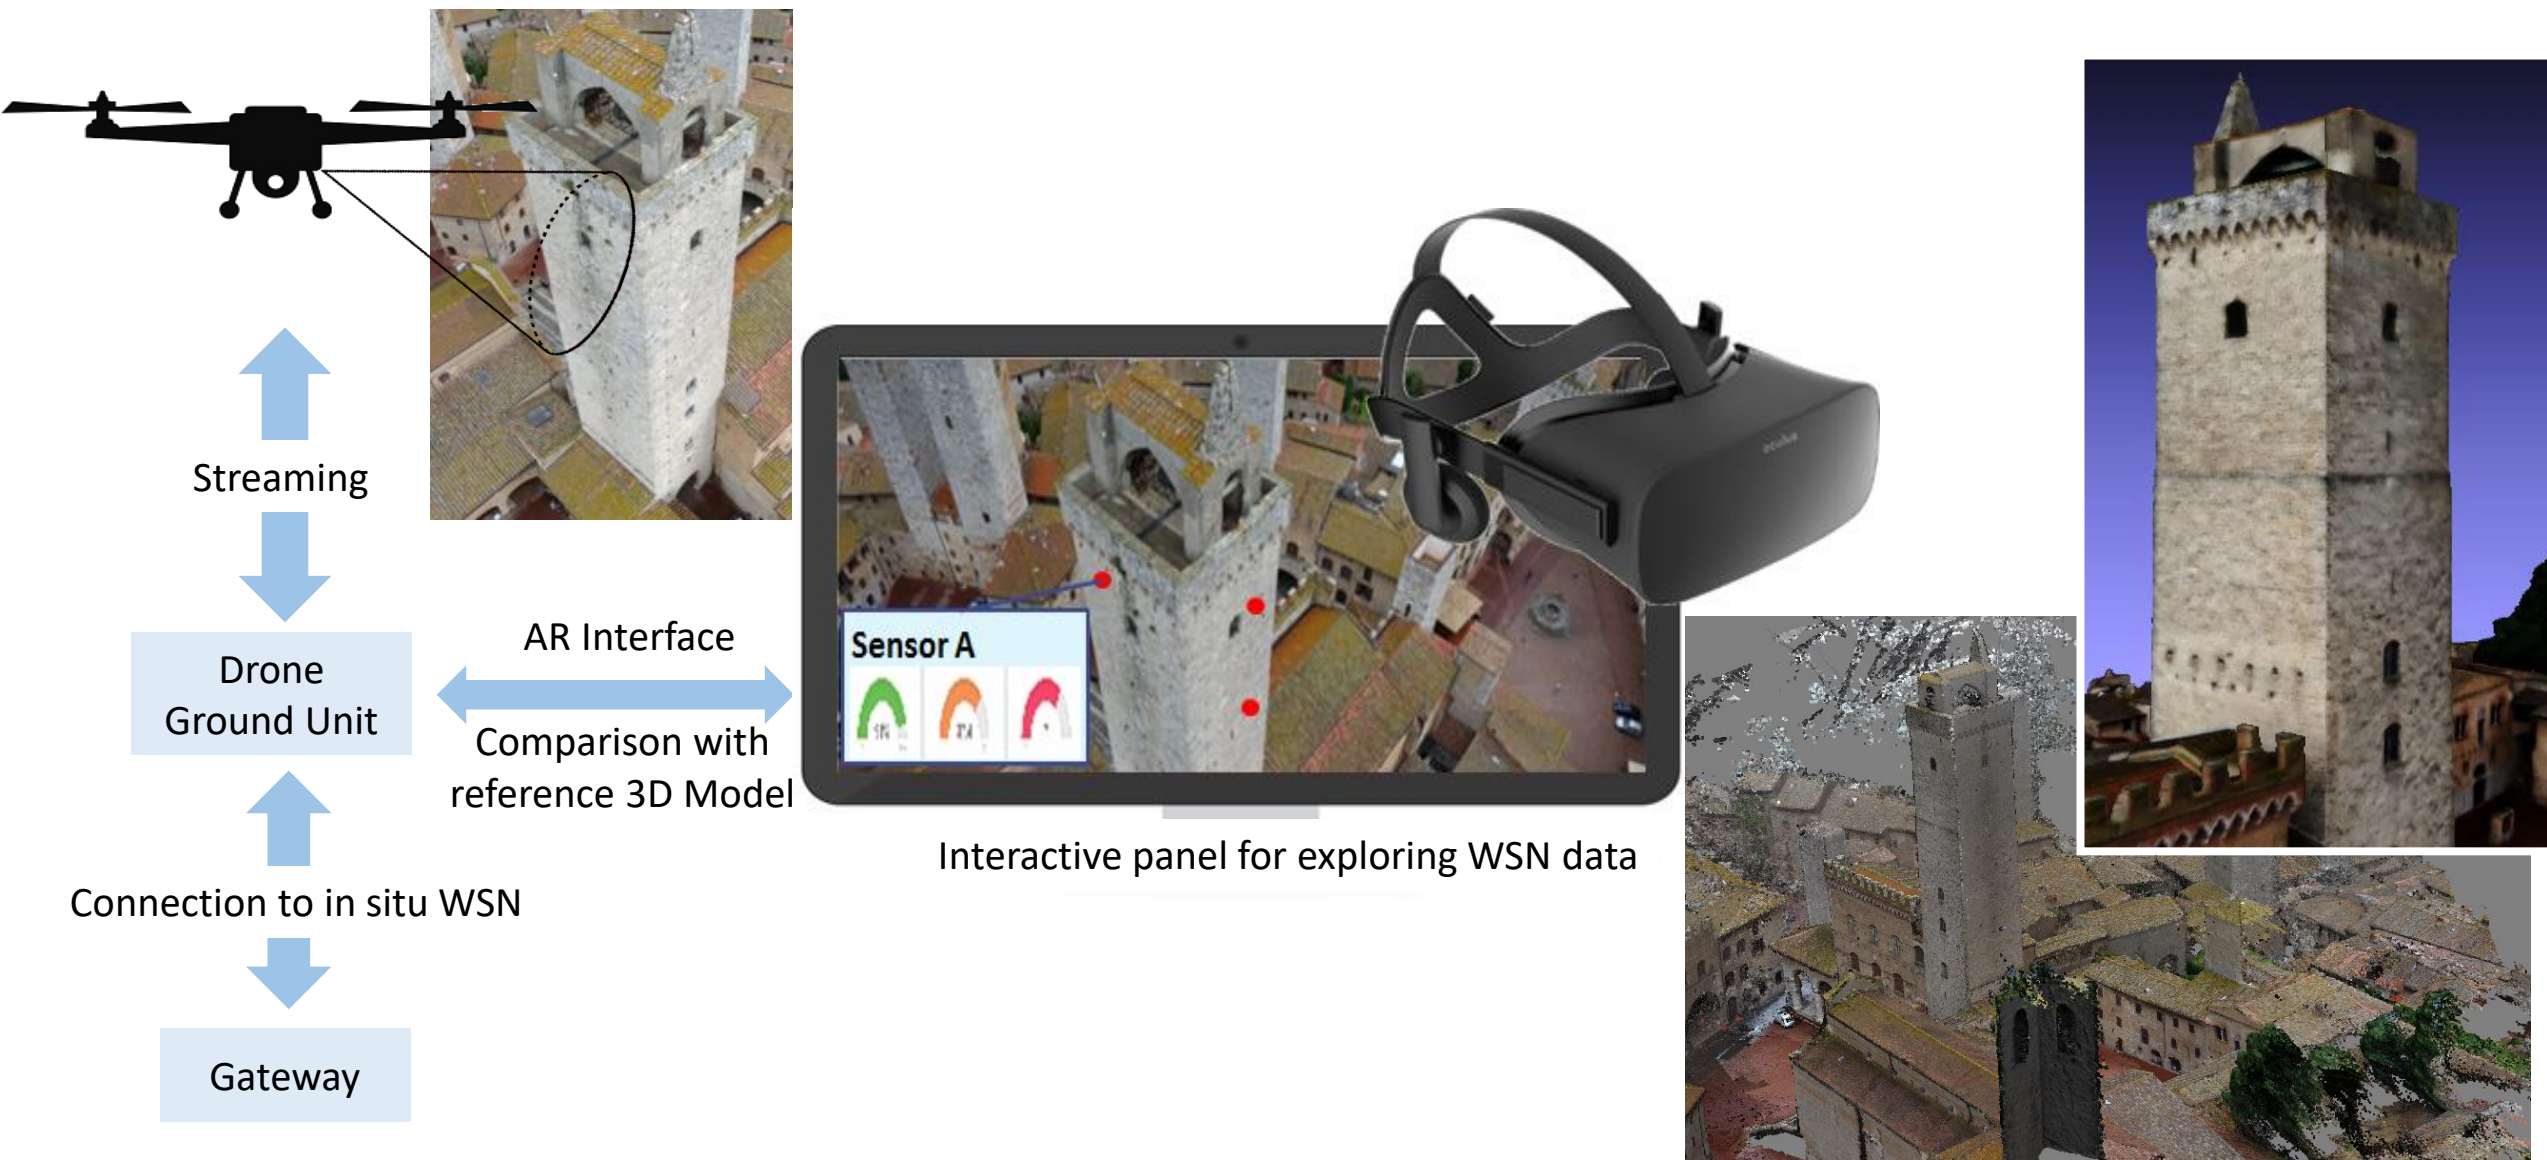 Streaming
Drone
Ground Unit
AR Interface
Comparison with
reference 3D Model
Connection to in situ WSN
Gateway
Sensor A
oculus
Interactive panel for exploring WSN data